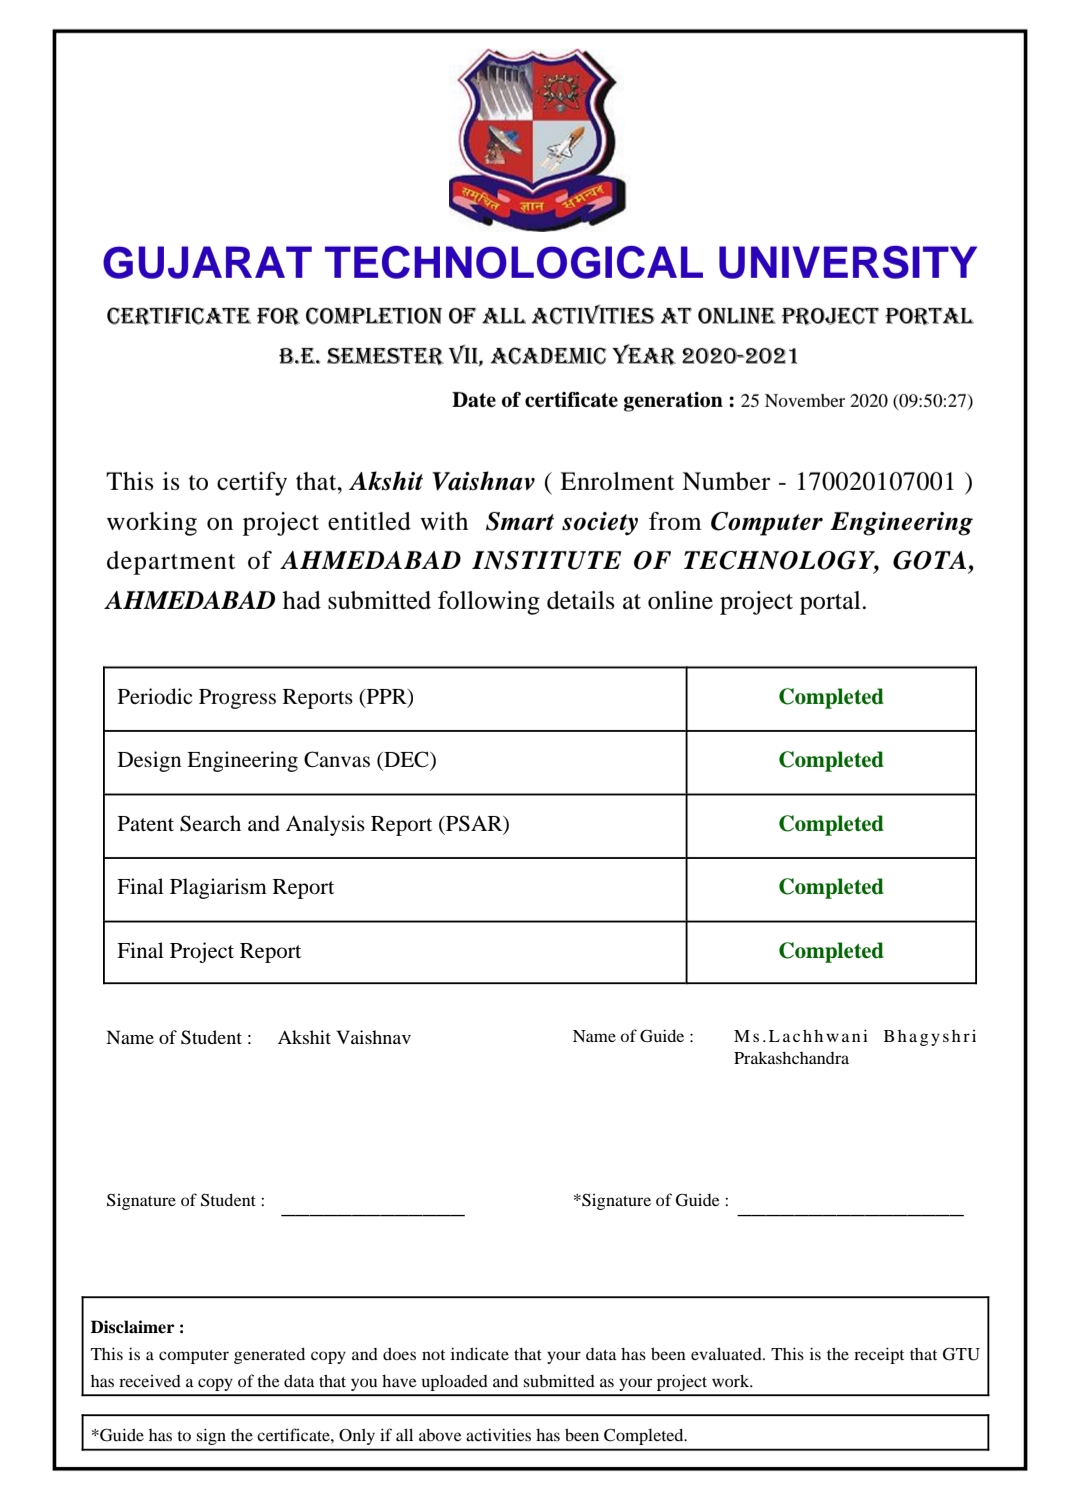 समचित ज्ञान समन्वव
GUJARAT TECHNOLOGICAL UNIVERSITY
CERTIFICATE FOR COMPLETION OF ALL ACTIVITIES AT ONLINE PROJECT PORTAL
B.E. SEMESTER VII, ACADEMIC YEAR 2020-2021
Date of certificate generation : 25 November 2020 (09:50:27)
This is to certify that, Akshit Vaishnav ( Enrolment Number - 170020107001 )
working on project entitled with Smart society from Computer Engineering
department of AHMEDABAD INSTITUTE OF TECHNOLOGY, GOTA,
AHMEDABAD had submitted following details at online project portal.
Periodic Progress Reports (PPR) Completed
Design Engineering Canvas (DEC) Completed
Patent Search and Analysis Report (PSAR) Completed
Final Plagiarism Report Completed
Final Project Report Completed
Name of Student : Akshit Vaishnav Name of Guide : Ms.Lachhwani Bhagyshri
Prakashchandra
Signature of Student : *Signature of Guide :
Disclaimer :
This is a computer generated copy and does not indicate that your data has been evaluated. This is the receipt that GTU
has received a copy of the data that you have uploaded and submitted as your project work.
*Guide has to sign the certificate, Only if all above activities has been Completed.